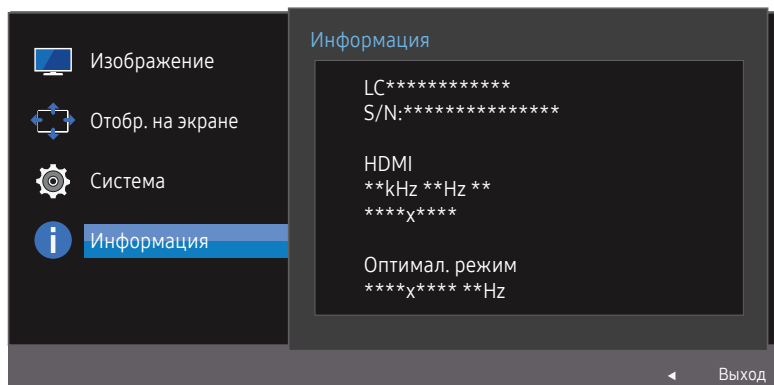 Изображение
Отобр. на экране
Система
Информация
Информация
LC************
S/N:***************
HDMI
**kHz **Hz **
****x****
Оптимал. режим
****x**** **Hz
Выход